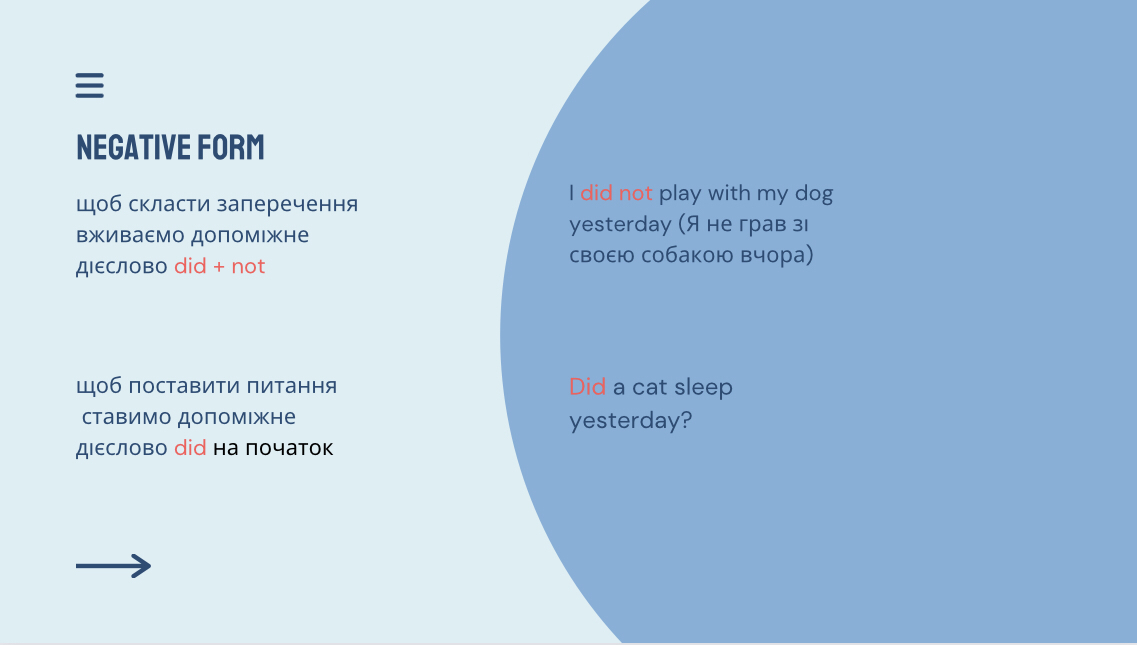 NEGATIVE FORM
щоб скласти заперечення
вживаємо допоміжне
дієслово did + not
I did not play with my dog
yesterday (Я не грав зі
своєю собакою вчора)
щоб поставити питання
ставимо допоміжне
дієслово did на початок
Did a cat sleep
yesterday?